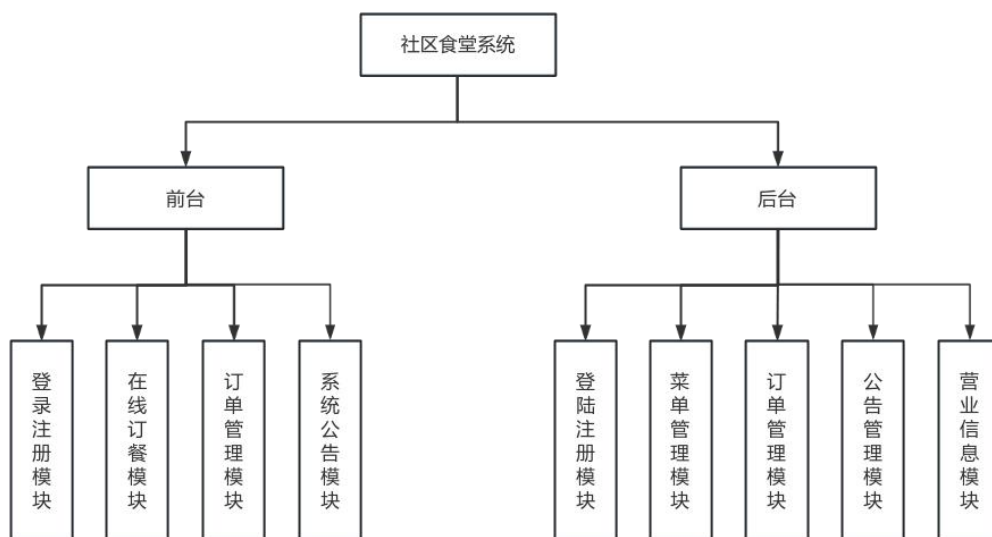 社区食堂系统
前台
后台
登录注册模块
在线订餐模块
订单管理模块
系统公告模块
登陆注册模块
菜单管理模块
订单管理模块
公告管理模块
营业信息模块